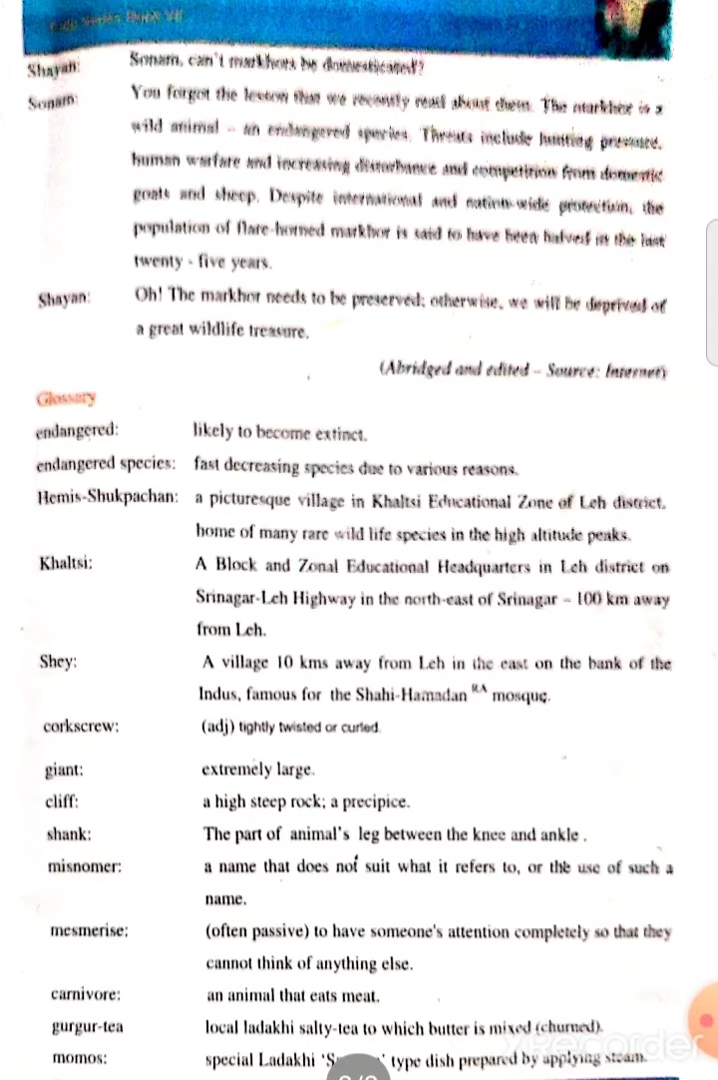 Shayan: Sonam, can't markhors be domesticated?
Sonam: You forgot the lesson that we recently read about them. The markhor is a
wild animal – an endangered species. Threats include hunting pressure,
human warfare and increasing disturbance and competition from domestic
goats and sheep. Despite international and nation-wide protection, the
population of flare-horned markhor is said to have been halved in the last
twenty - five years.
Shayan: Oh! The markhor needs to be preserved; otherwise, we will be deprived of
a great wildlife treasure.
(Abridged and edited – Source: Internet)
Glossary
endangered: likely to become extinct.
endangered species: fast decreasing species due to various reasons.
Hemis-Shukpachan: a picturesque village in Khaltsi Educational Zone of Leh district,
home of many rare wild life species in the high altitude peaks.
Khaltsi: A Block and Zonal Educational Headquarters in Leh district on
Srinagar-Leh Highway in the north-east of Srinagar – 100 km away
from Leh.
Shey: A village 10 kms away from Leh in the east on the bank of the
Indus, famous for the Shahi-Hamadan RA mosque.
corkscrew: (adj) tightly twisted or curled.
giant: extremely large.
cliff: a high steep rock; a precipice.
shank: The part of animal's leg between the knee and ankle .
misnomer: a name that does not suit what it refers to, or the use of such a
name.
mesmerise: (often passive) to have someone's attention completely so that they
cannot think of anything else.
carnivore: an animal that eats meat.
gurgur-tea local ladakhi salty-tea to which butter is mixed (churned).
momos: special Ladakhi type dish prepared by applying steam.